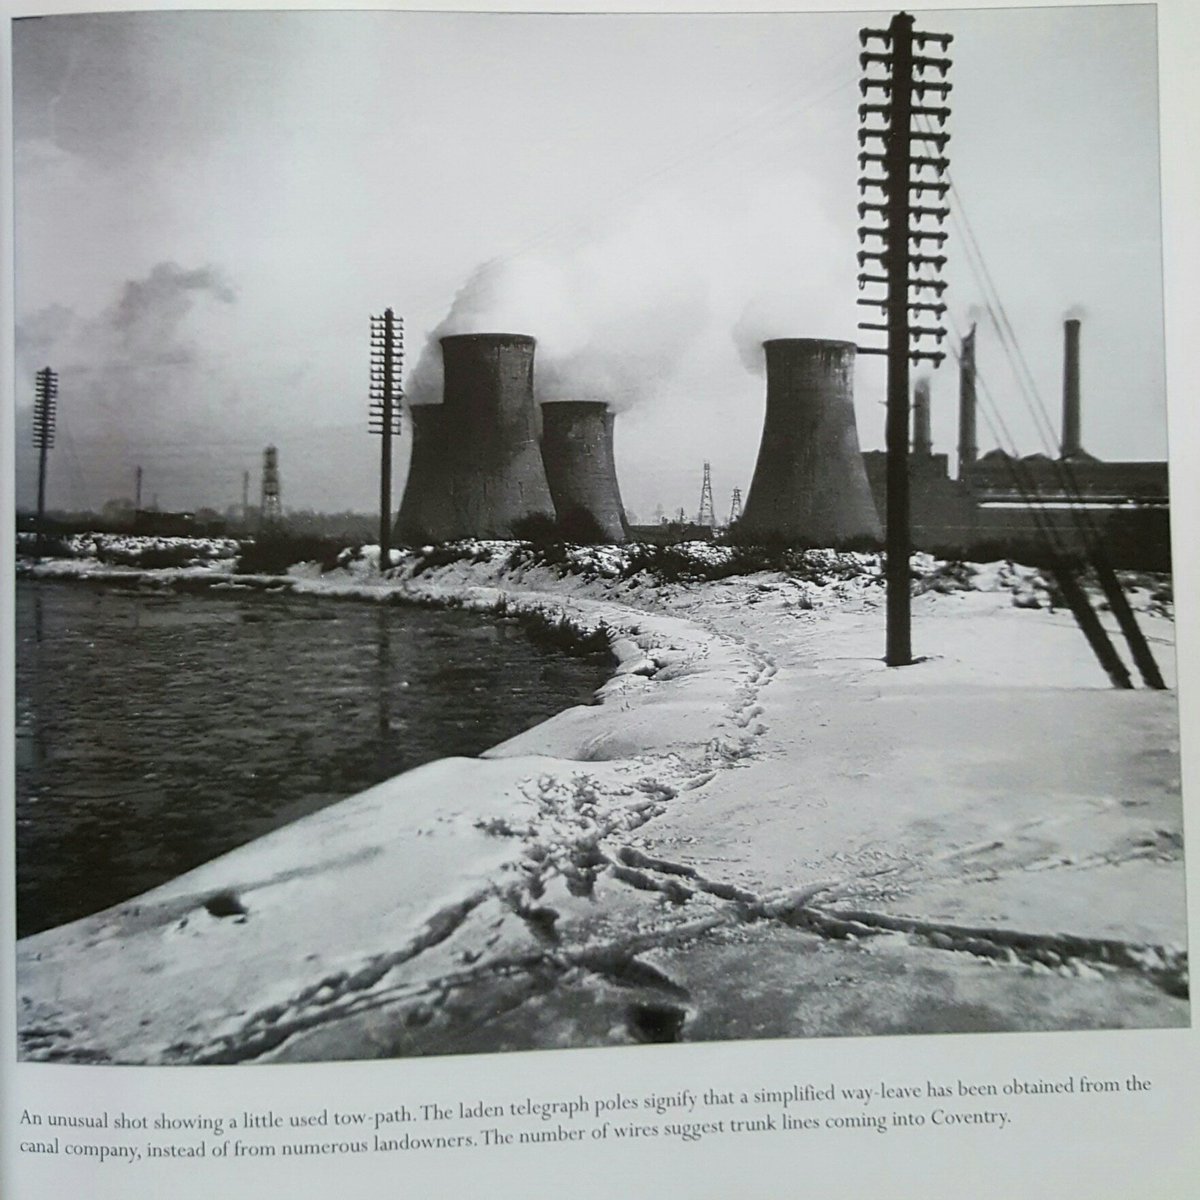 An unusual shot showing a little used tow-path. The laden telegraph poles signify that a simplified way-leave has been obtained from the
canal company, instead of from numerous landowners. The number of wires suggest trunk lines coming into Coventry.